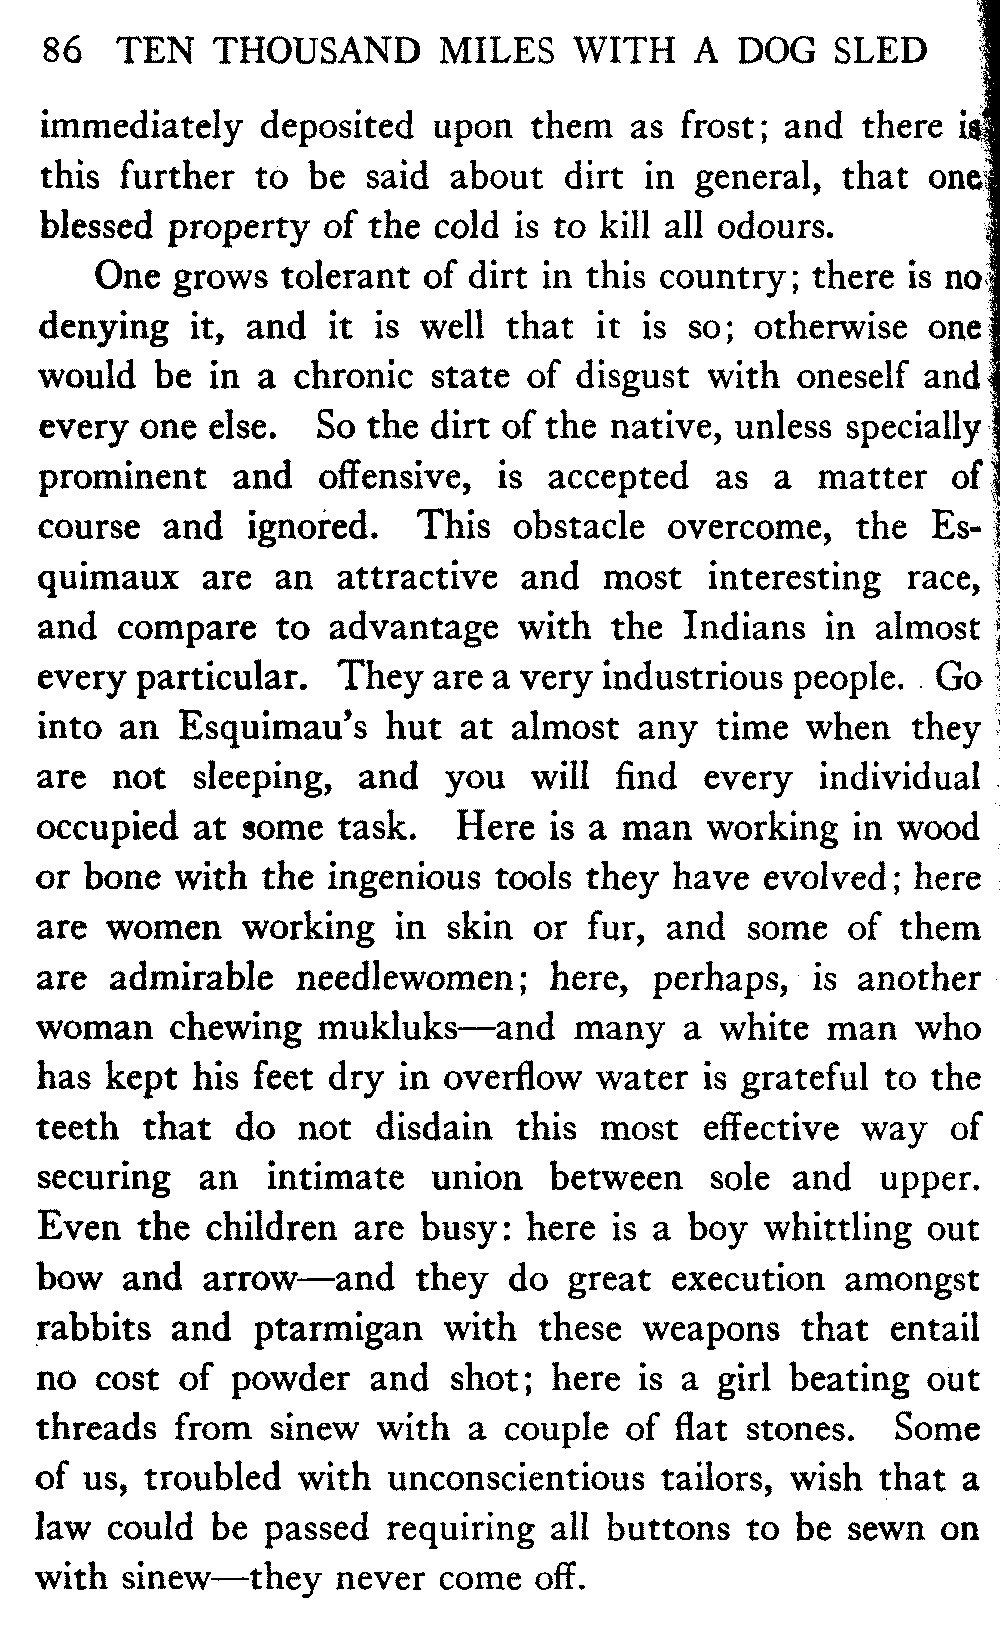 86 TEN THOUSAND MILES WITH A DOG SLED
immediately deposited upon them as frost; and there is
this further to be said about dirt in general, that one
blessed property of the cold is to kill all odours.
One grows tolerant of dirt in this country; there is no
denying it, and it is well that it is so; otherwise one
would be in a chronic state of disgust with oneself and
every one else. So the dirt of the native, unless specially
prominent and offensive, is accepted as a matter of
course and ignored. This obstacle overcome, the Es-
quimaux are an attractive and most interesting race,
and compare to advantage with the Indians in almost
every particular. They are a very industrious people. Go
into an Esquimau's hut at almost any time when they
are not sleeping, and you will find every individual
occupied at some task. Here is a man working in wood
or bone with the ingenious tools they have evolved; here
are women working in skin or fur, and some of them
are admirable needlewomen; here, perhaps, is another
woman chewing mukluks—and many a white man who
has kept his feet dry in overflow water is grateful to the
teeth that do not disdain this most effective way of
securing an intimate union between sole and upper.
Even the children are busy: here is a boy whittling out
bow and arrow—and they do great execution amongst
rabbits and ptarmigan with these weapons that entail
no cost of powder and shot; here is a girl beating out
threads from sinew with a couple of flat stones. Some
of us, troubled with unconscientious tailors, wish that a
law could be passed requiring all buttons to be sewn on
with sinew—they never come off.